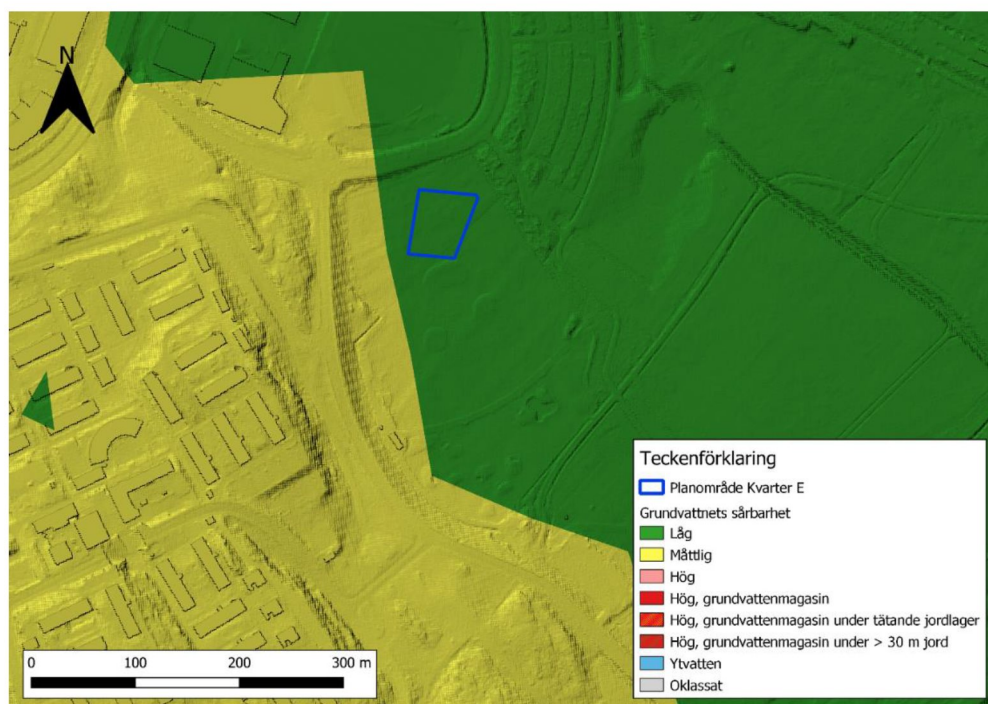 N
Teckenförklaring
Planområde Kvarter E
Grundvattnets sårbarhet
Låg
Måttlig
Hög
Hög, grundvattenmagasin
Hög, grundvattenmagasin under tätande jordlager
Hög, grundvattenmagasin under > 30 m jord
Ytvatten
Oklassat
0 100 200 300 m